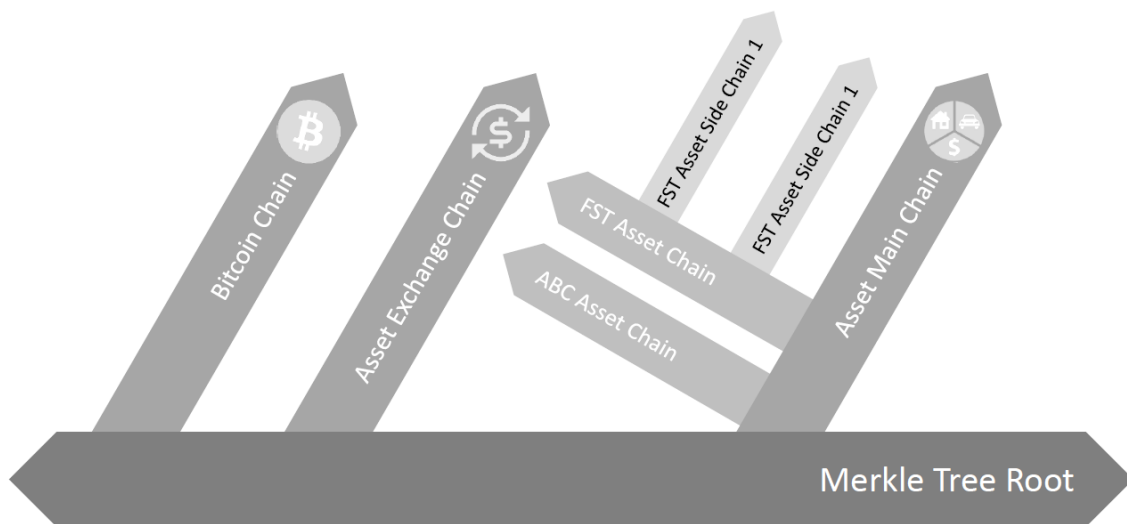 Bitcoin Chain
Asset Exchange Chain
FST Asset Side Chain 1
FST Asset Side Chain 1
FST Asset Chain
ABC Asset Chain
Asset Main Chain
Merkle Tree Root